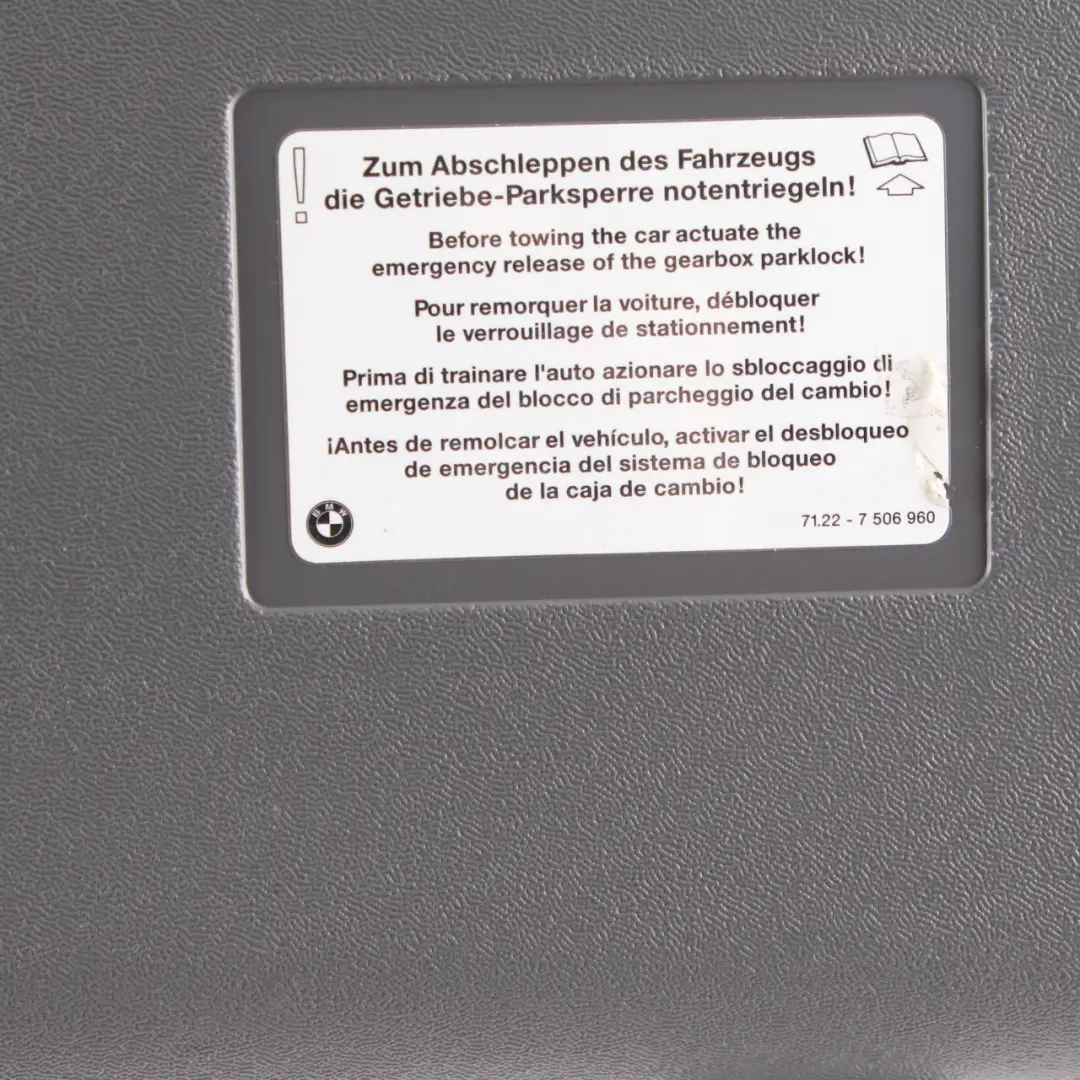 Zum Abschleppen des Fahrzeugs
die Getriebe-Parksperre notentriegeln!
Before towing the car actuate the
emergency release of the gearbox parklock!
Pour remorquer la voiture, débloquer
le verrouillage de stationnement!
Prima di trainare l'auto azionare lo sbloccaggio di
emergenza del blocco di parcheggio del cambio!
¡Antes de remolcar el vehículo, activar el desbloqueo
de emergencia del sistema de bloqueo
de la caja de cambio!
BMW
71.22 - 7 506 960